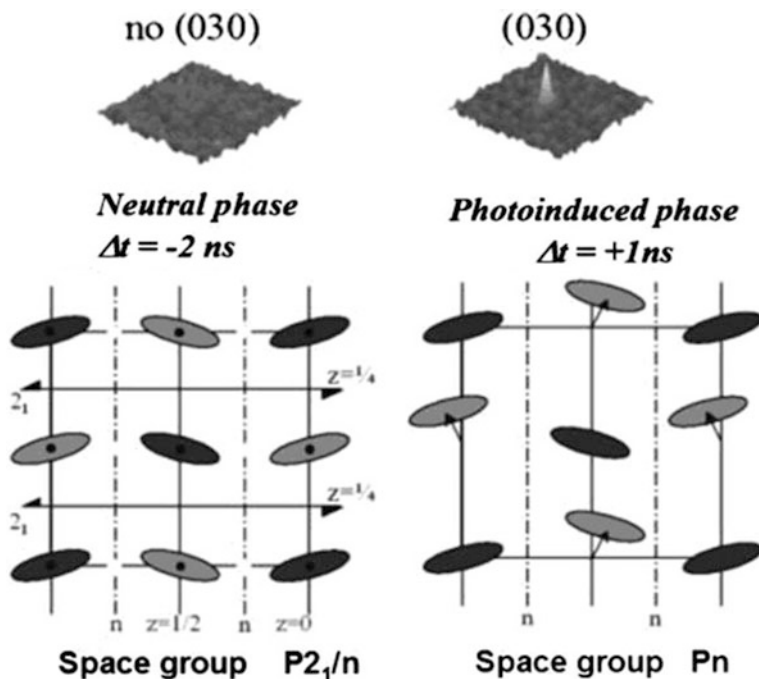 no (030)
(030)
Neutral phase
Δt = -2 ns
Photoinduced phase
Δt = +1ns
2₁
z=¼
2₁
z=¼
n
z=1/2
n
z=0
n
n
Space group P2₁/n
Space group Pn